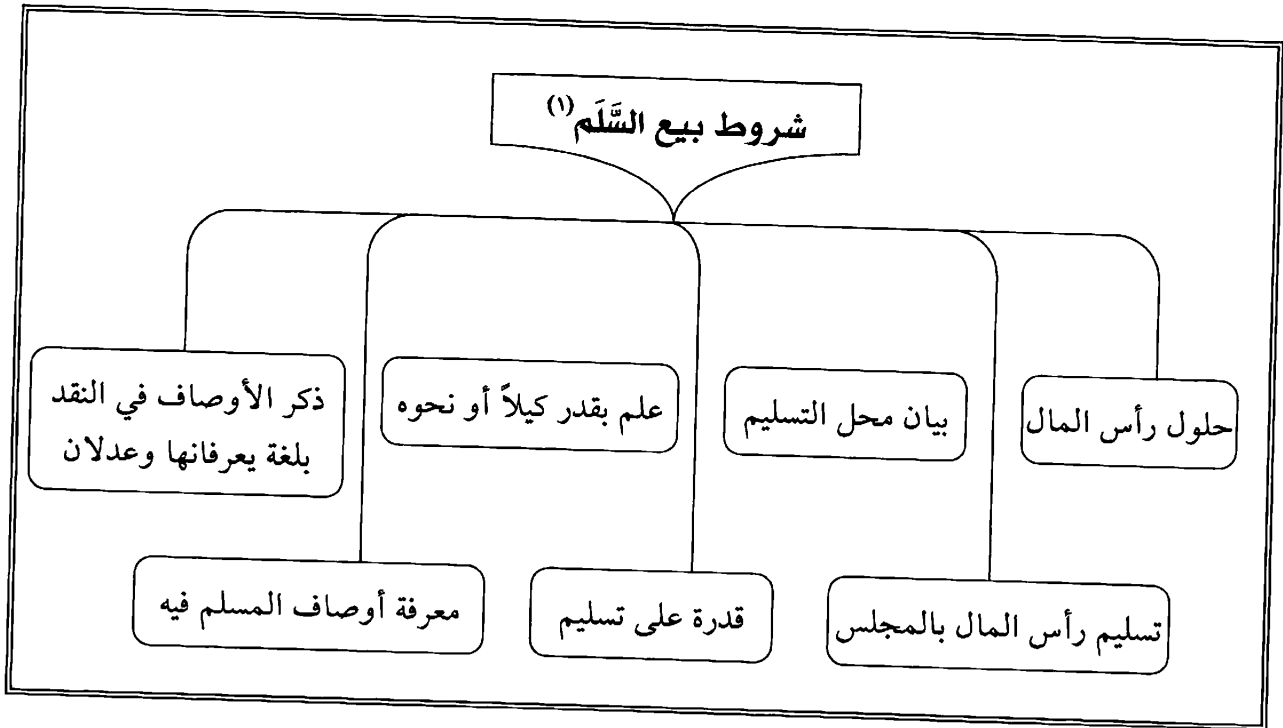 شروط بيع السَّلَم(١)
حلول رأس المال
بيان محل التسليم
علم بقدر كيلاً أو نحوه
ذكر الأوصاف في النقد
بلغة يعرفانها وعدلان
تسليم رأس المال بالمجلس
قدرة على تسليم
معرفة أوصاف المسلم فيه